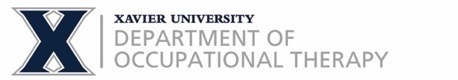 X
XAVIER UNIVERSITY
DEPARTMENT OF
OCCUPATIONAL THERAPY